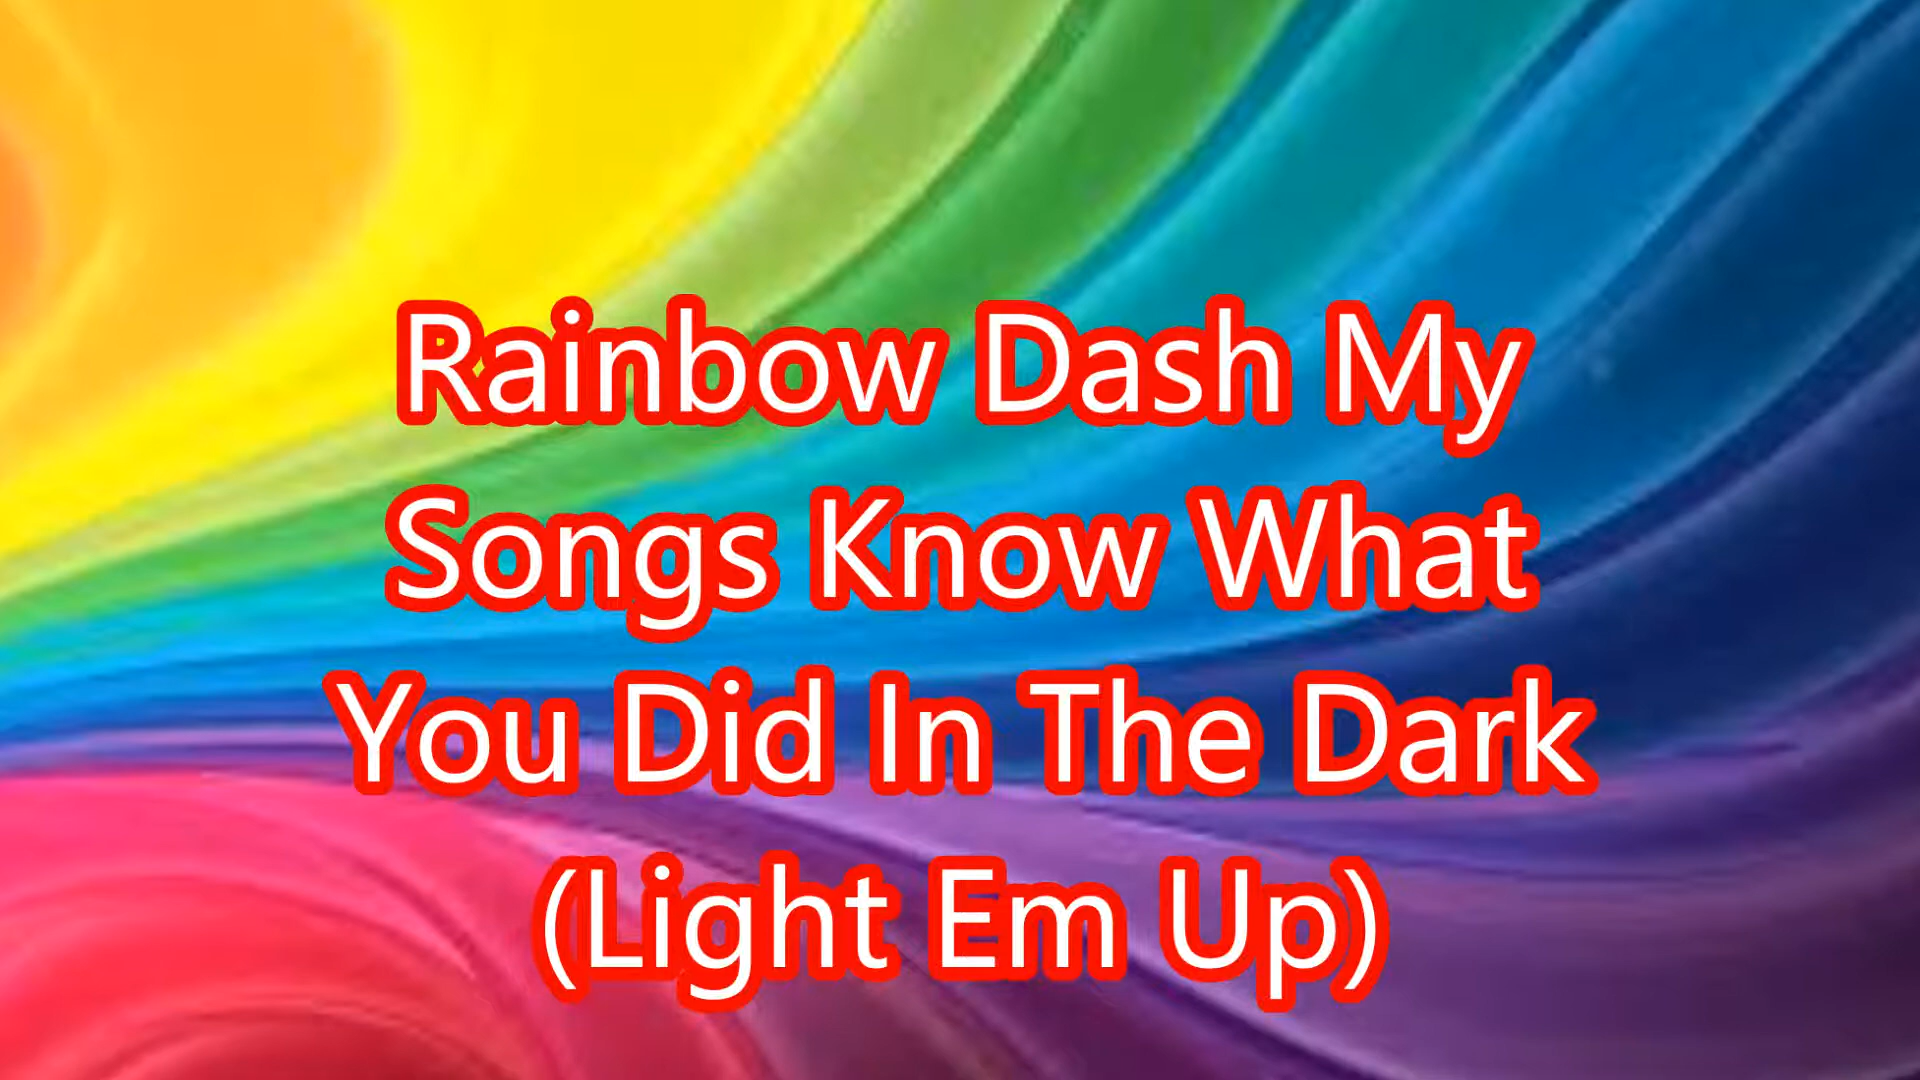 Rainbow Dash My
Songs Know What
You Did In The Dark
(Light Em Up)